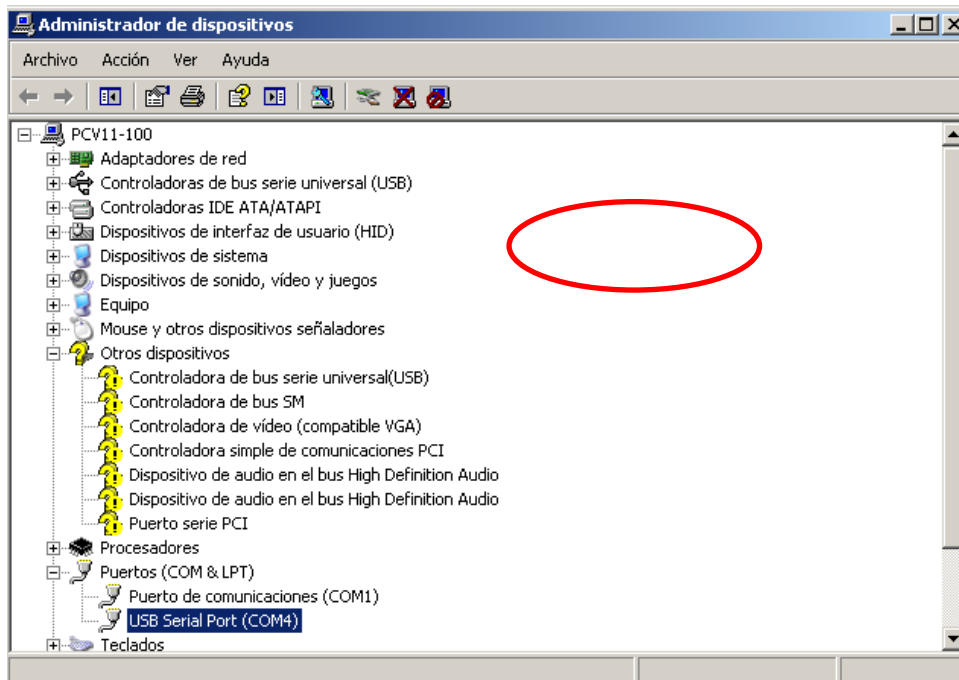 Administrador de dispositivos
Archivo Acción Ver Ayuda
PCV11-100
Adaptadores de red
Controladoras de bus serie universal (USB)
Controladoras IDE ATA/ATAPI
Dispositivos de interfaz de usuario (HID)
Dispositivos de sistema
Dispositivos de sonido, vídeo y juegos
Equipo
Mouse y otros dispositivos señaladores
Otros dispositivos
Controladora de bus serie universal(USB)
Controladora de bus SM
Controladora de vídeo (compatible VGA)
Controladora simple de comunicaciones PCI
Dispositivo de audio en el bus High Definition Audio
Dispositivo de audio en el bus High Definition Audio
Puerto serie PCI
Procesadores
Puertos (COM & LPT)
Puerto de comunicaciones (COM1)
USB Serial Port (COM4)
Teclados